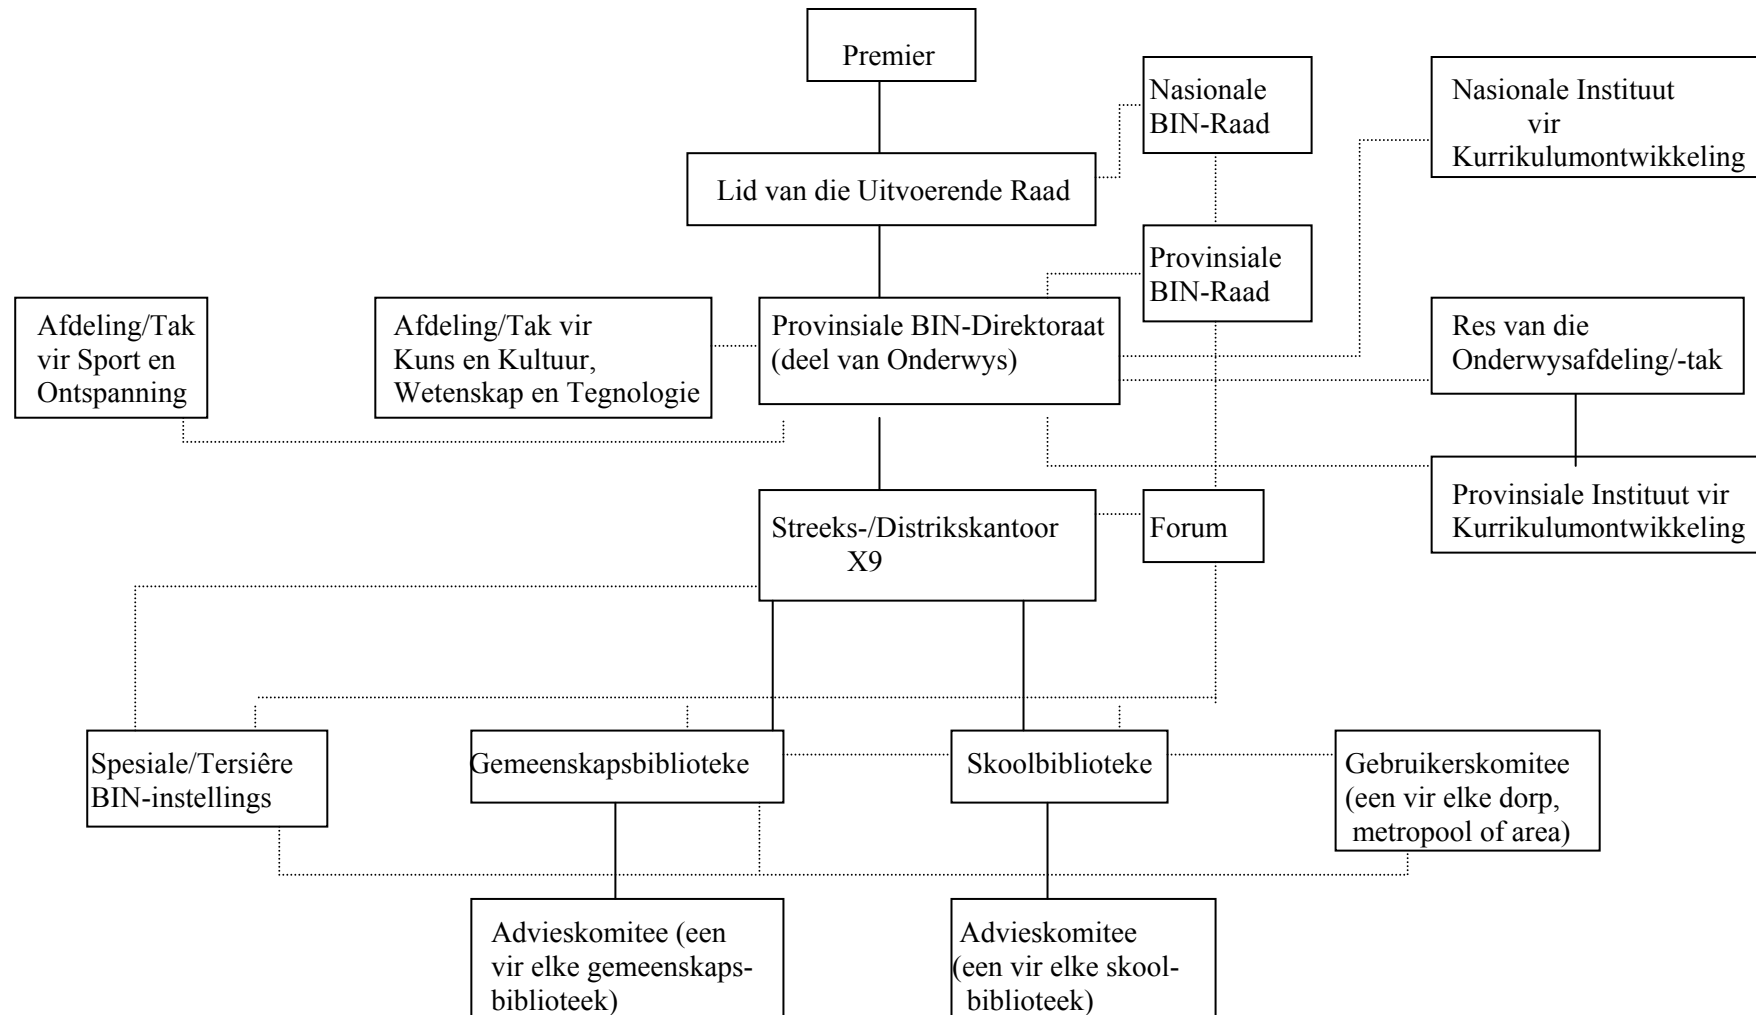 Premier
Nasionale
BIN-Raad
Nasionale Instituut
vir
Kurrikulumontwikkeling
Lid van die Uitvoerende Raad
Provinsiale
BIN-Raad
Afdeling/Tak
vir Sport en
Ontspanning
Afdeling/Tak vir
Kuns en Kultuur,
Wetenskap en Tegnologie
Provinsiale BIN-Direktoraat
(deel van Onderwys)
Res van die
Onderwysafdeling/-tak
Provinsiale Instituut vir
Kurrikulumontwikkeling
Streeks-/Distrikskantoor
X9
Forum
Spesiale/Tersiêre
BIN-instellings
Gemeenskapsbiblioteke
Skoolbiblioteke
Gebruikerskomitee
(een vir elke dorp,
metropool of area)
Advieskomitee (een
vir elke gemeenskaps-
biblioteek)
Advieskomitee
(een vir elke skool-
biblioteek)